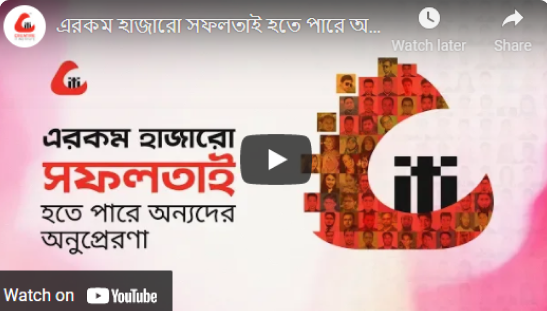 এরকম হাজারো সফলতাই হতে পারে অ...
Watch later
Share
iti
এরকম হাজারো
সফলতাই
হতে পারে অন্যদের
অনুপ্রেরণা
iti
Watch on YouTube